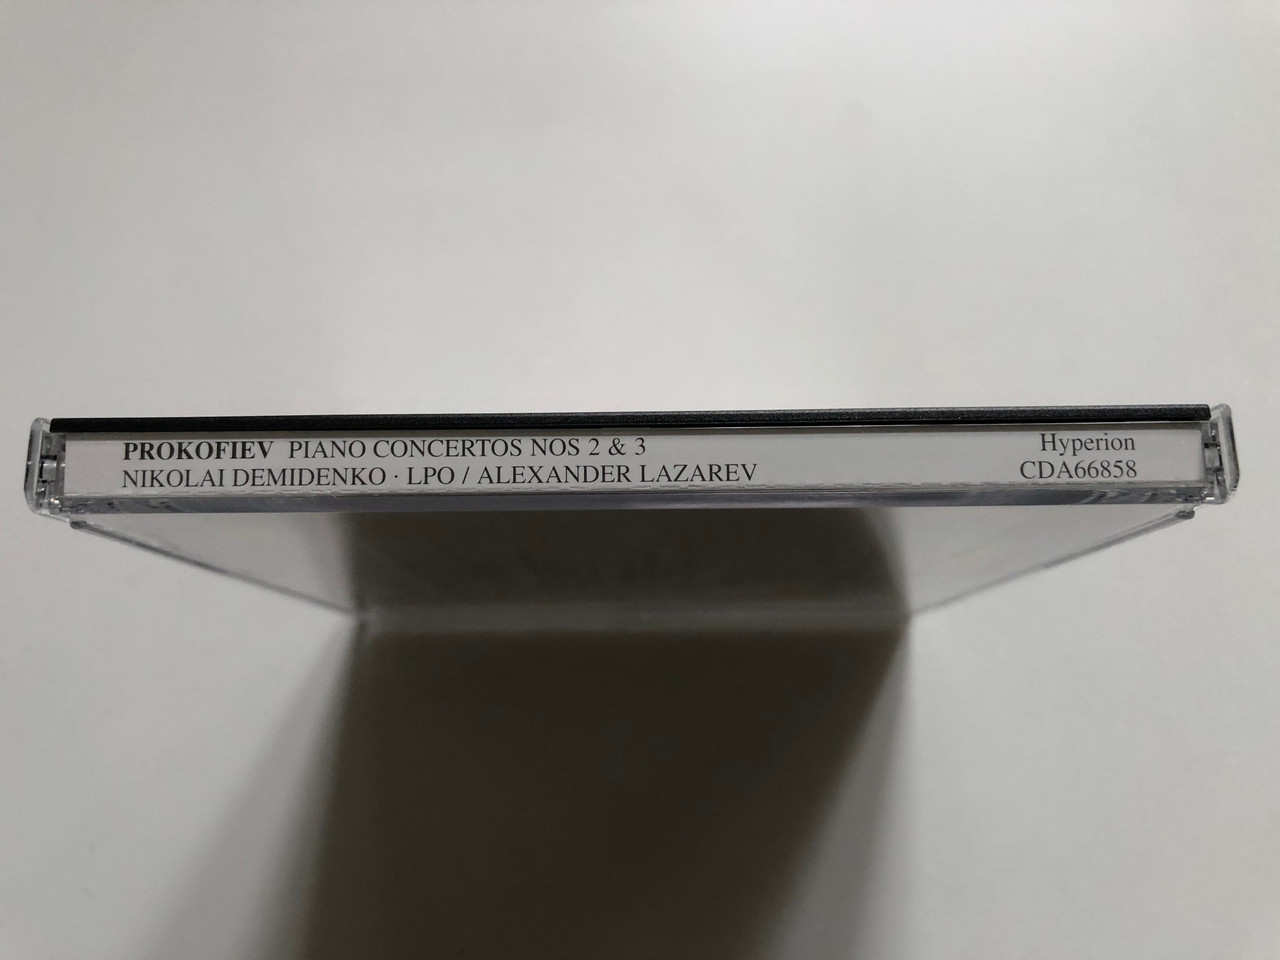 PROKOFIEV PIANO CONCERTOS NOS 2 & 3
NIKOLAI DEMIDENKO · LPO / ALEXANDER LAZAREV
Hyperion
CDA66858